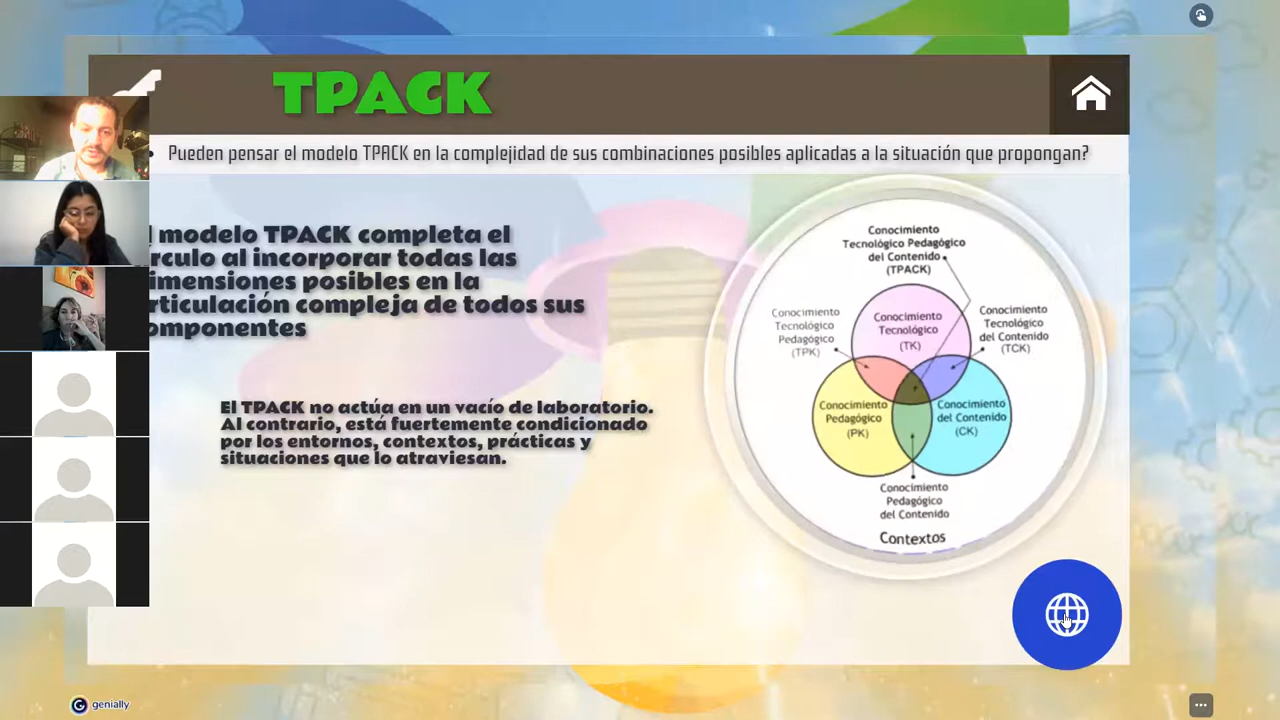 TPACK
• Pueden pensar el modelo TPACK en la complejidad de sus combinaciones posibles aplicadas a la situación que propongan?
modelo TPACK completa el
rculo al incorporar todas las
imensiones posibles en la
rticulación compleja de todos sus
omponentes
El TPACK no actúa en un vacío de laboratorio.
Al contrario, está fuertemente condicionado
por los entornos, contextos, prácticas y
situaciones que lo atraviesan.
Conocimiento
Tecnológico Pedagógico
del Contenido
(TPACK)
Conocimiento
Tecnológico
Pedagógico
(TPK)
Conocimiento
Tecnológico
(TK)
Conocimiento
Tecnológico
del Contenido
(TCK)
Conocimiento
Pedagógico
(PK)
Conocimiento
del Contenido
(CK)
Conocimiento
Pedagógico
del Contenido
Contextos
genially